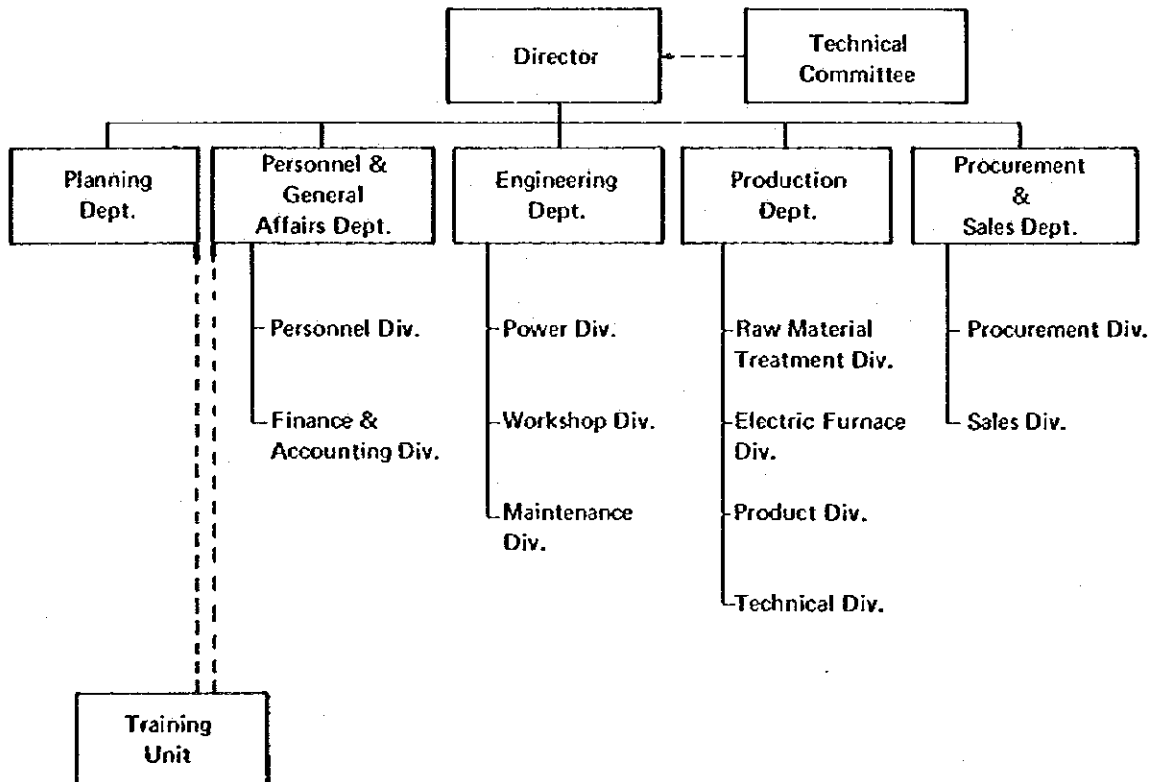 Director
Technical
Committee
Planning
Dept.
Personnel &
General
Affairs Dept.
Engineering
Dept.
Production
Dept.
Procurement
&
Sales Dept.
Personnel Div.
Finance &
Accounting Div.
Power Div.
Workshop Div.
Maintenance
Div.
Raw Material
Treatment Div.
Electric Furnace
Div.
Product Div.
Technical Div.
Procurement Div.
Sales Div.
Training
Unit